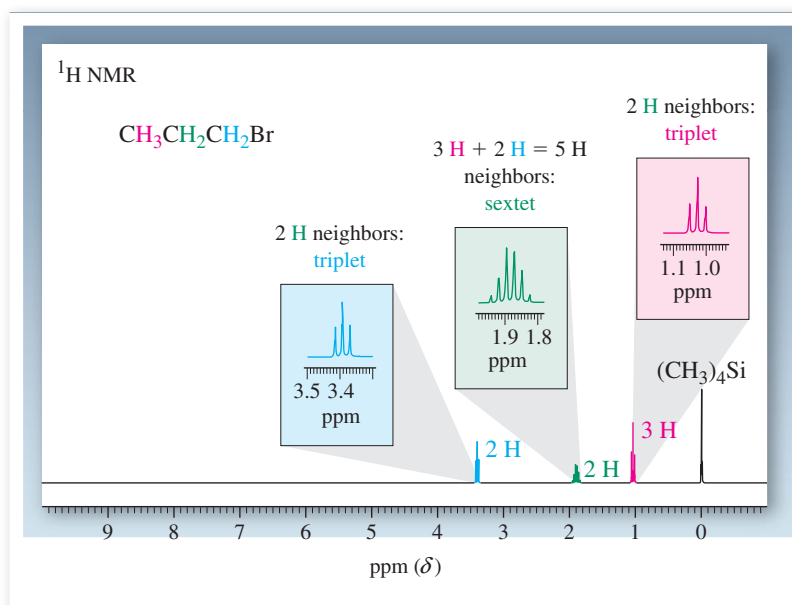 ¹H NMR
CH₃CH₂CH₂Br
2 H neighbors:
triplet
3.5 3.4
ppm
3 H + 2 H = 5 H
neighbors:
sextet
1.9 1.8
ppm
2 H neighbors:
triplet
1.1 1.0
ppm
(CH₃)₄Si
2 H
2 H
3 H
9 8 7 6 5 4 3 2 1 0
ppm (δ)